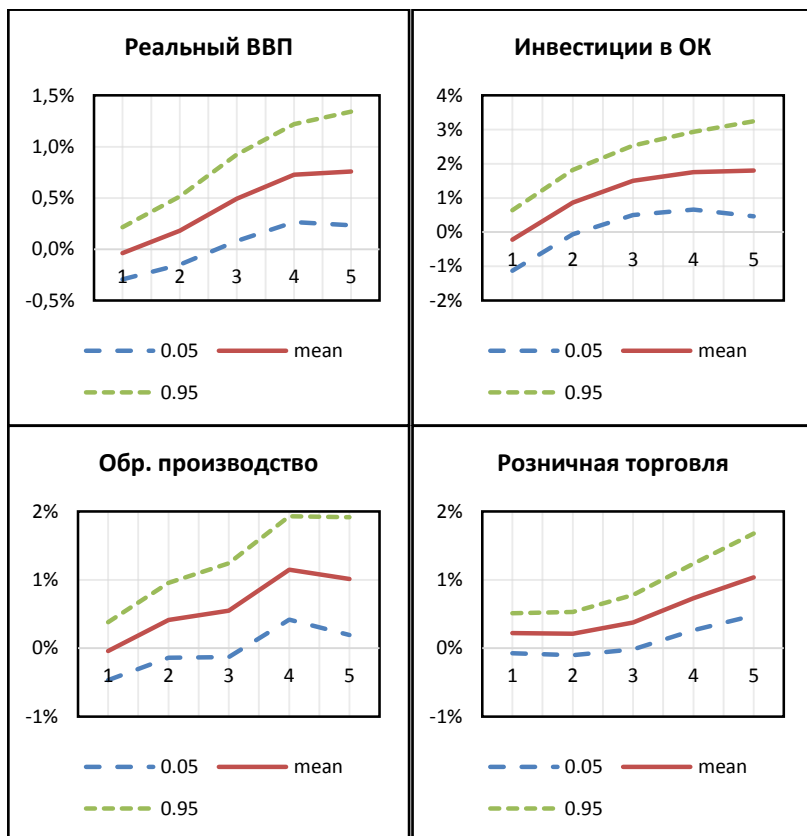 Реальный ВВП
1,5%
1,0%
0,5%
0,0%
-0,5%
1 2 3 4 5
0.05 mean
0.95
Инвестиции в ОК
4%
3%
2%
1%
0%
-1%
-2%
1 2 3 4 5
0.05 mean
0.95
Обр. производство
2%
1%
0%
-1%
1 2 3 4 5
0.05 mean
0.95
Розничная торговля
2%
1%
0%
-1%
1 2 3 4 5
0.05 mean
0.95